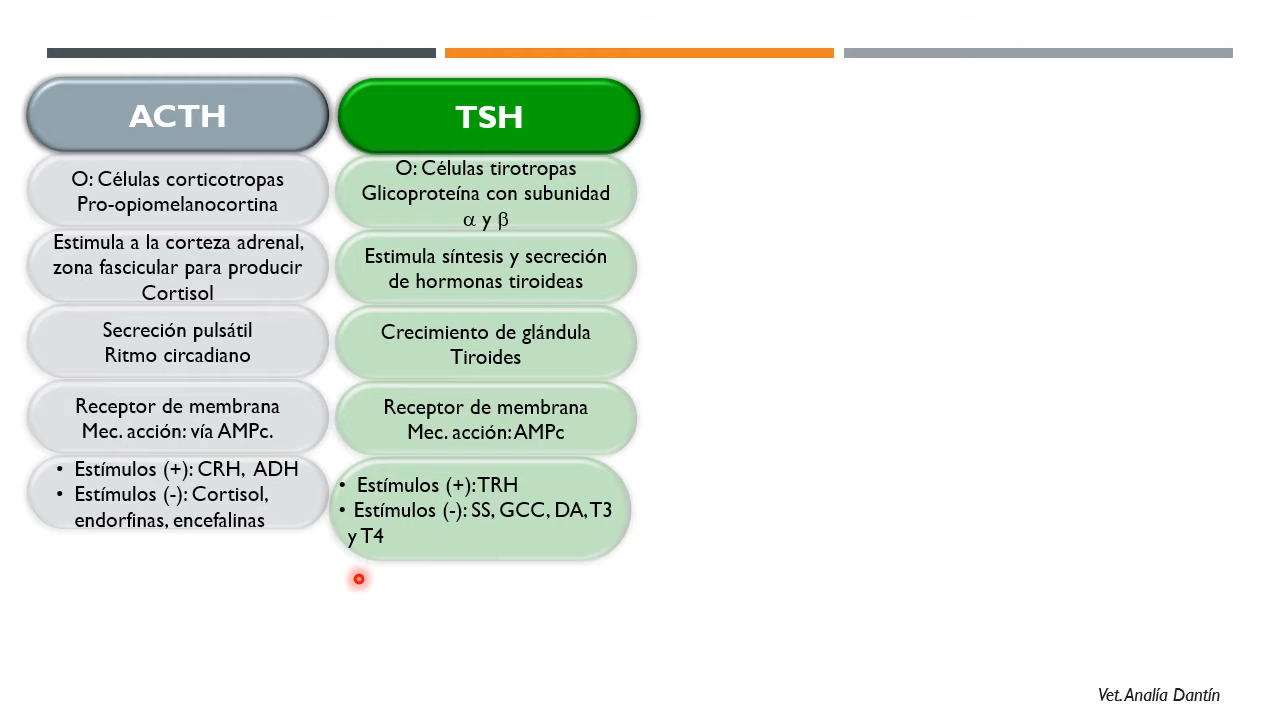 ACTH
O: Células corticotropas
Pro-opiomelanocortina
Estimula a la corteza adrenal,
zona fascicular para producir
Cortisol
Secreción pulsátil
Ritmo circadiano
Receptor de membrana
Mec. acción: vía AMPc.
• Estímulos (+): CRH, ADH
• Estímulos (-): Cortisol,
endorfinas, encefalinas
TSH
O: Células tirotropas
Glicoproteína con subunidad
α y β
Estimula síntesis y secreción
de hormonas tiroideas
Crecimiento de glándula
Tiroides
Receptor de membrana
Mec. acción: AMPc
• Estímulos (+): TRH
• Estímulos (-): SS, GCC, DA, T3
y T4
Vet. Analía Dantín